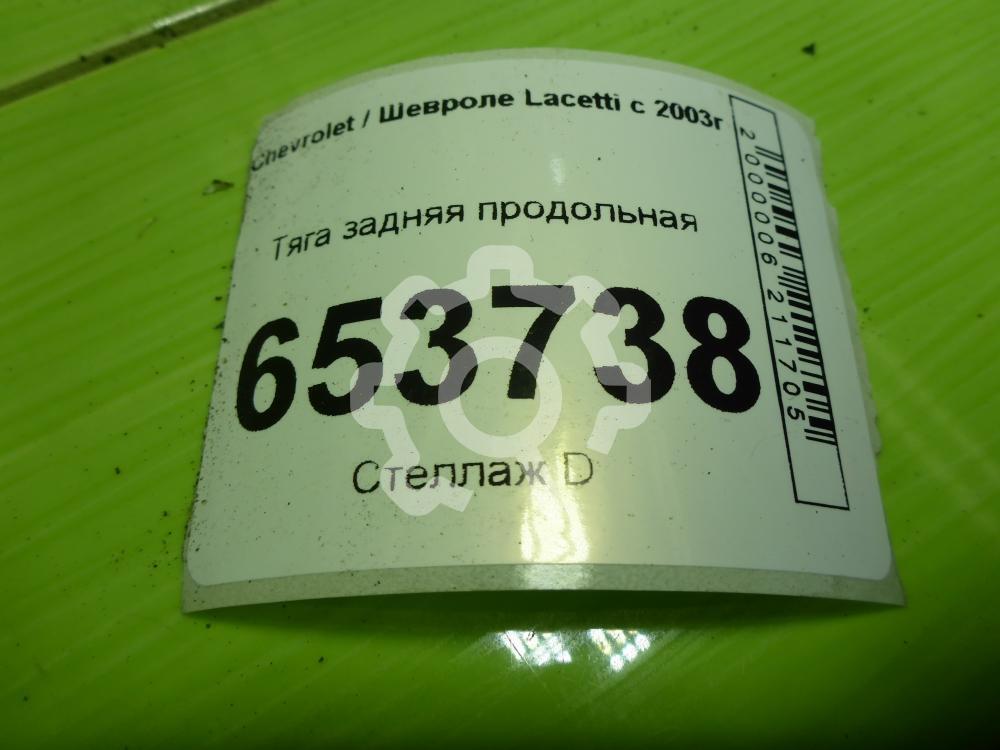 Chevrolet / Шевроле Lacetti с 2003г
Тяга задняя продольная
653738
Стеллаж D
2000006211705